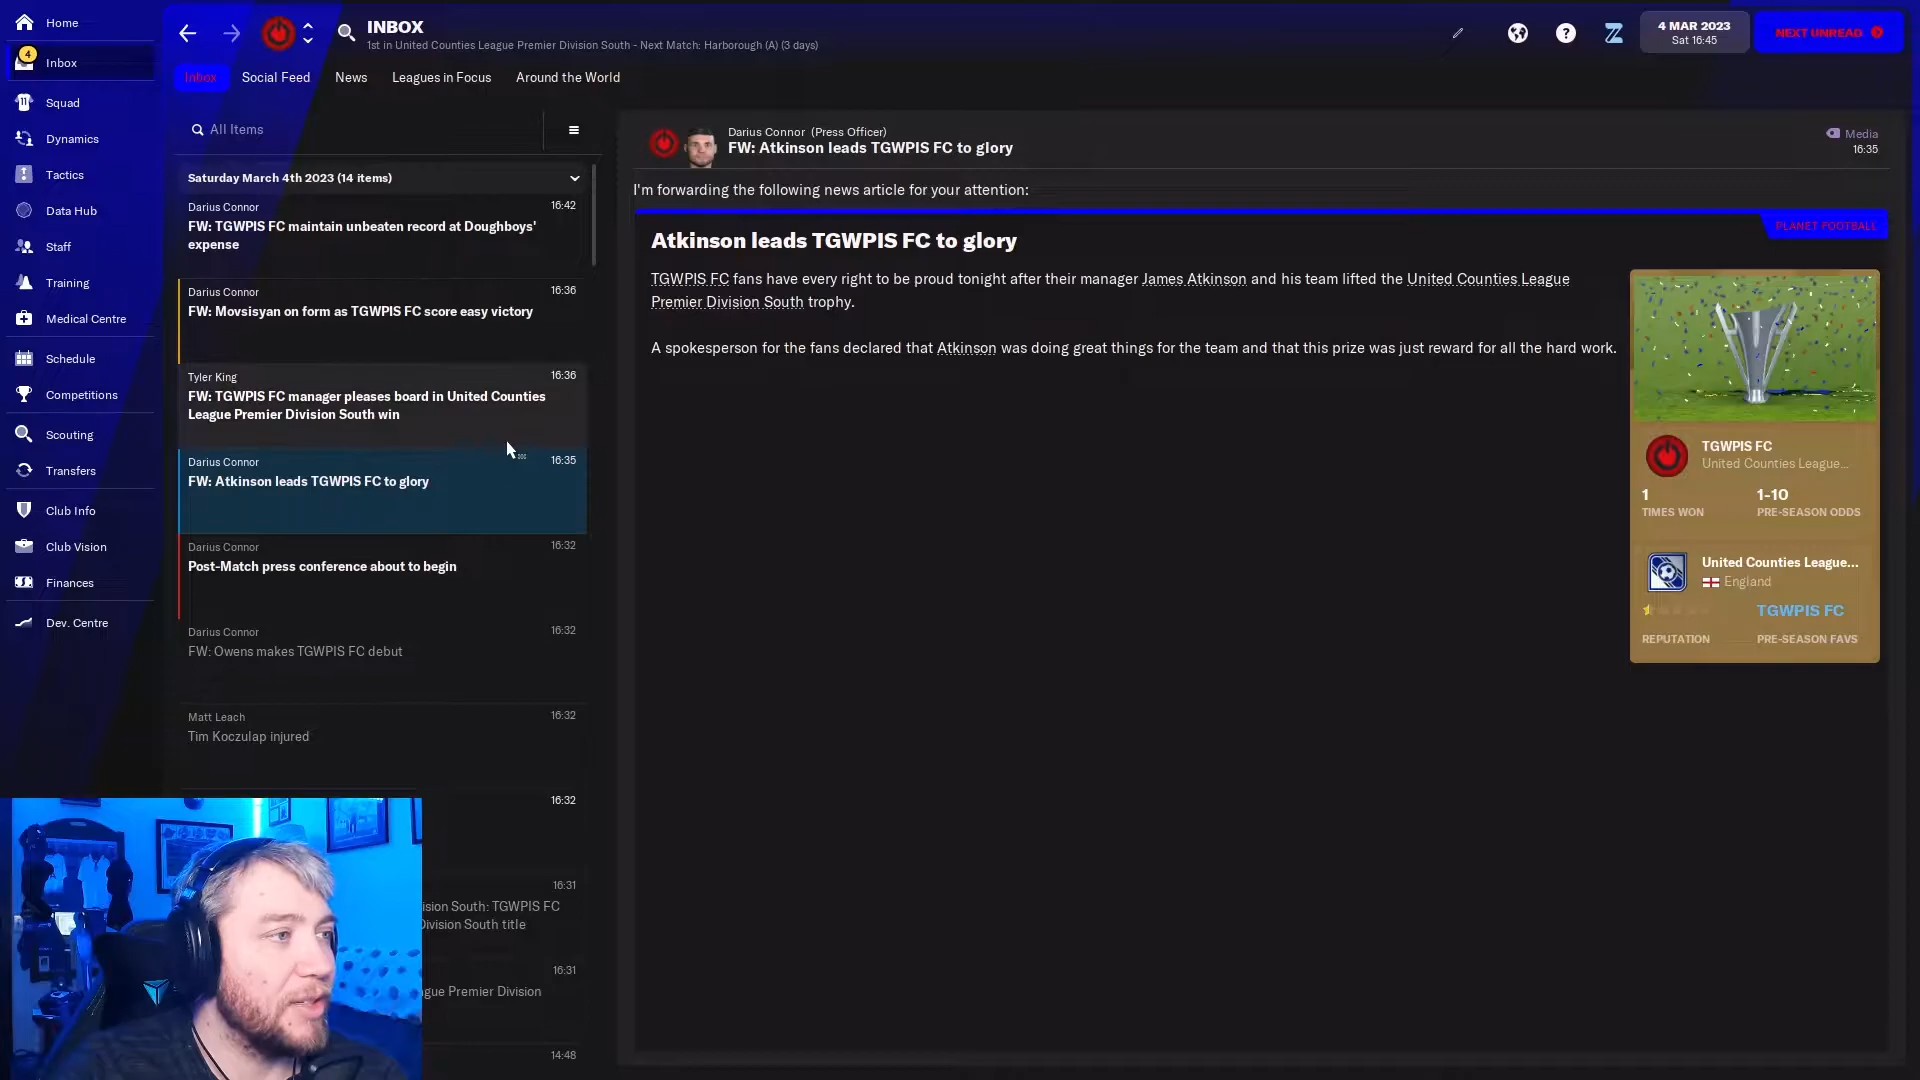 Home
4
Inbox
Squad
Dynamics
Tactics
Data Hub
Staff
Training
Medical Centre
Schedule
Competitions
Scouting
Transfers
Club Info
Club Vision
Finances
Dev. Centre
INBOX
1st in United Counties League Premier Division South - Next Match: Harborough (A) (3 days)
4 MAR 2023
Sat 16:45
NEXT UNREAD
Inbox
Social Feed
News
Leagues in Focus
Around the World
All Items
Saturday March 4th 2023 (14 items)
Darius Connor
16:42
FW: TGWPIS FC maintain unbeaten record at Doughboys'
expense
Darius Connor
16:36
FW: Movsisyan on form as TGWPIS FC score easy victory
Tyler King
16:36
FW: TGWPIS FC manager pleases board in United Counties
League Premier Division South win
Darius Connor
16:35
FW: Atkinson leads TGWPIS FC to glory
Darius Connor
16:32
Post-Match press conference about to begin
Darius Connor
16:32
FW: Owens makes TGWPIS FC debut
Matt Leach
16:32
Tim Koczulap injured
16:32
16:31
ision South: TGWPIS FC
Division South title
16:31
ague Premier Division
14:48
Darius Connor (Press Officer)
FW: Atkinson leads TGWPIS FC to glory
Media
16:35
I'm forwarding the following news article for your attention:
PLANET FOOTBALL
Atkinson leads TGWPIS FC to glory
TGWPIS FC fans have every right to be proud tonight after their manager James Atkinson and his team lifted the United Counties League
Premier Division South trophy.
A spokesperson for the fans declared that Atkinson was doing great things for the team and that this prize was just reward for all the hard work.
TGWPIS FC
United Counties League...
1
1-10
TIMES WON
PRE-SEASON ODDS
United Counties League...
England
TGWPIS FC
REPUTATION
PRE-SEASON FAVS